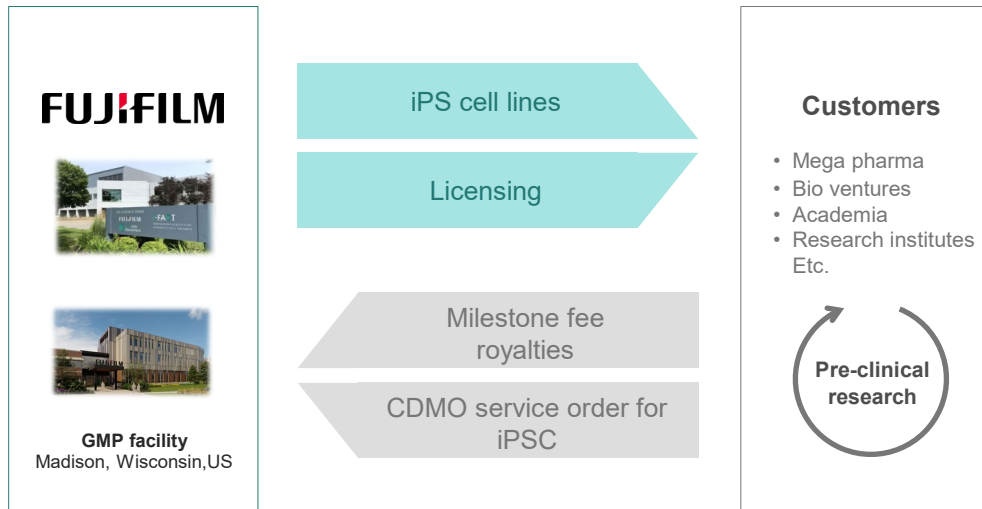 FUJIFILM
FUJIFILM
GMP facility
Madison, Wisconsin,US
iPS cell lines
Licensing
Milestone fee
royalties
CDMO service order for
iPSC
Customers
• Mega pharma
• Bio ventures
• Academia
• Research institutes
Etc.
Pre-clinical
research